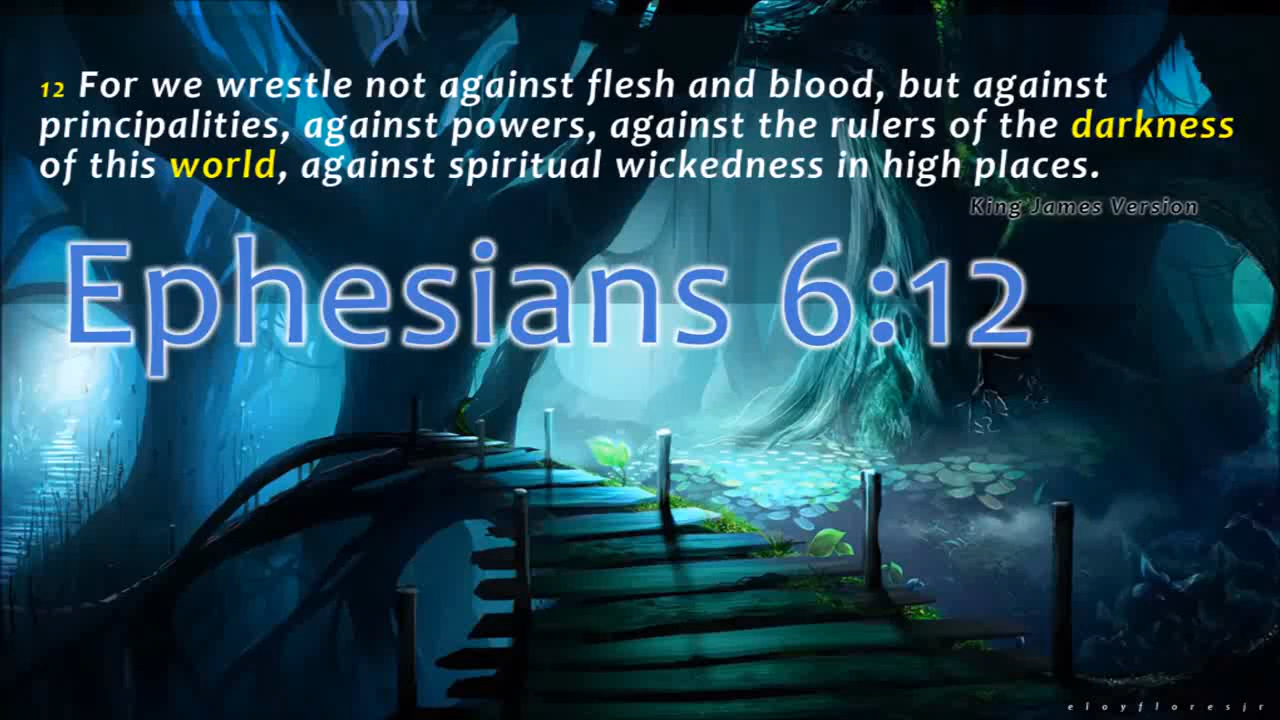 12 For we wrestle not against flesh and blood, but against
principalities, against powers, against the rulers of the darkness
of this world, against spiritual wickedness in high places.
King James Version
Ephesians 6:12
eloyfloresjr